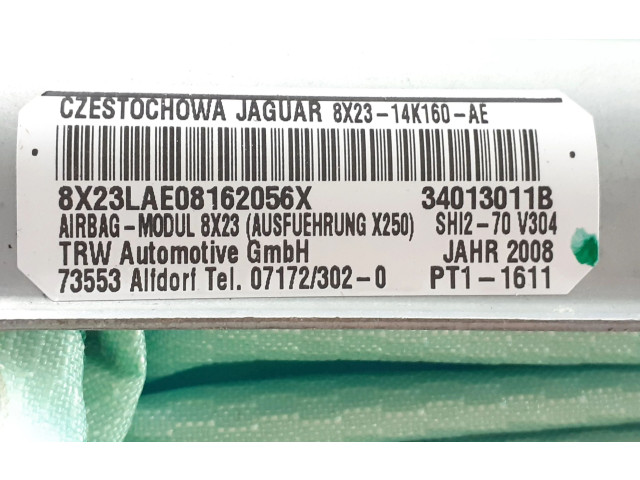 CZESTOCHOWA JAGUAR 8X23-14K160-AE
8X23LAE08162056X 34013011B
AIRBAG-MODUL 8X23 (AUSFUEHRUNG X250) SHI2-70 V304
TRW Automotive GmbH JAHR 2008
73553 Alfdorf Tel. 07172/302-0 PT1-1611